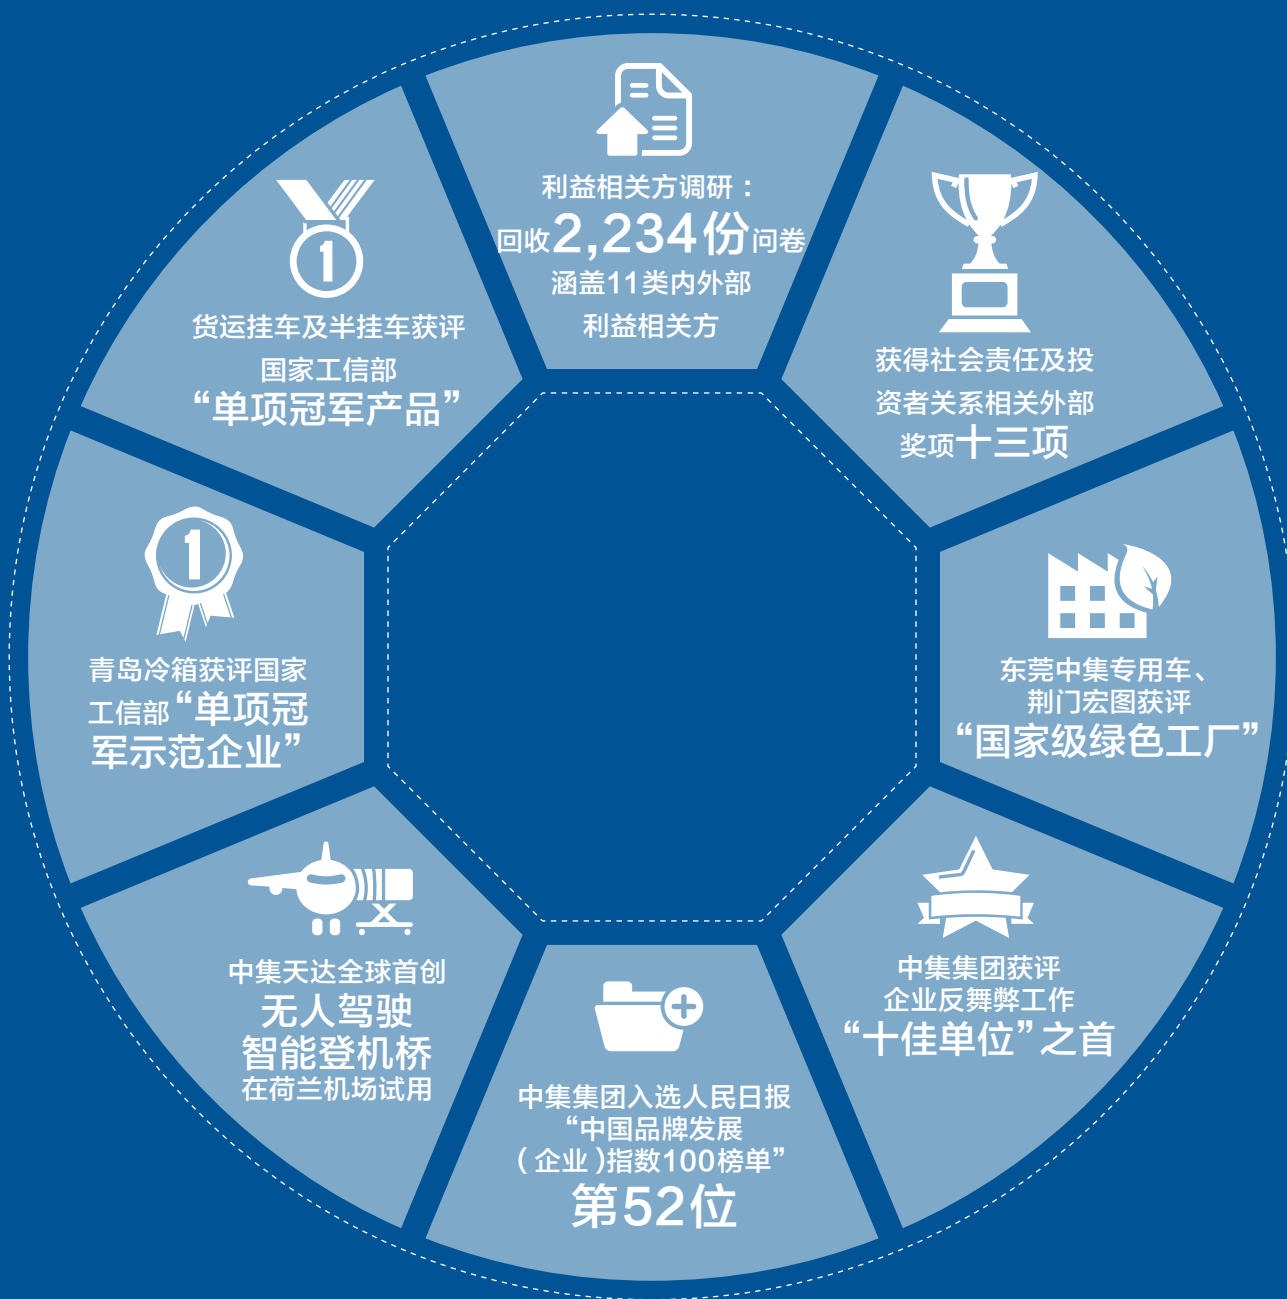 利益相关方调研：
回收2,234份问卷
涵盖11类内外部
利益相关方
获得社会责任及投
资者关系相关外部
奖项十三项
东莞中集专用车、
荆门宏图获评
“国家级绿色工厂”
中集集团获评
企业反舞弊工作
“十佳单位”之首
中集集团入选人民日报
“中国品牌发展
（企业）指数100榜单”
第52位
中集天达全球首创
无人驾驶
智能登机桥
在荷兰机场试用
青岛冷箱获评国家
工信部“单项冠
军示范企业”
1
货运挂车及半挂车获评
国家工信部
“单项冠军产品”
1